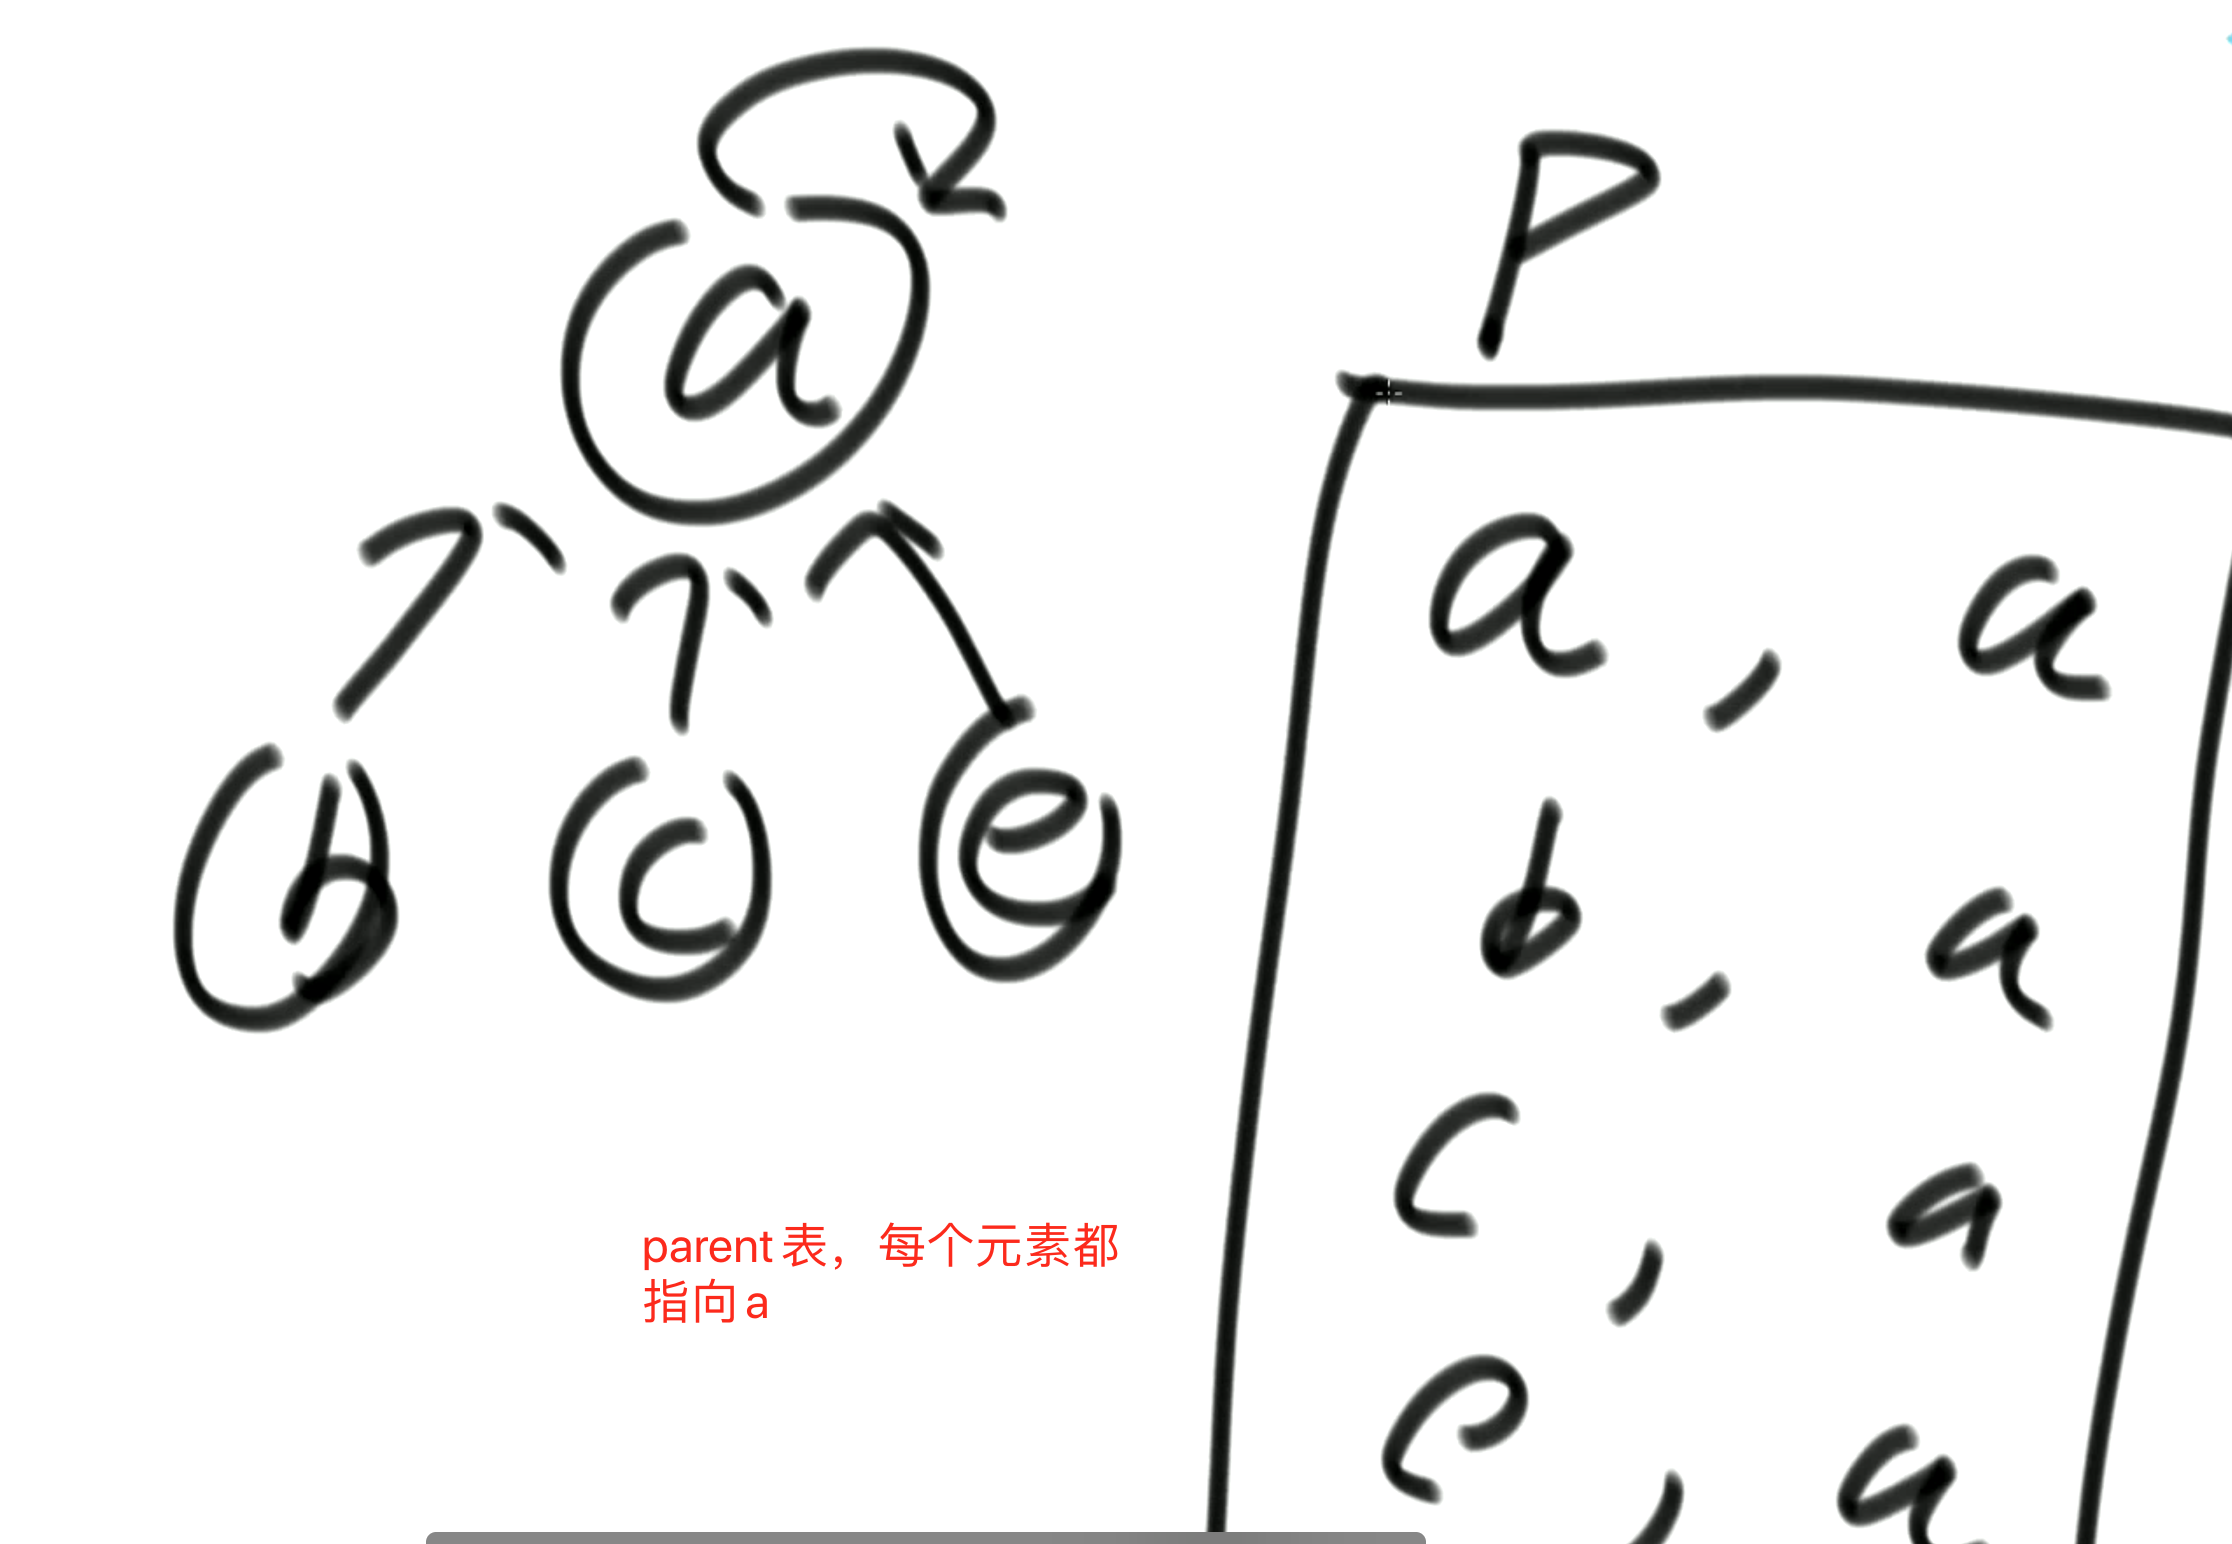 a
b c e
P
a , a
b , a
c , a
e , a
parent 表，每个元素都
指向 a